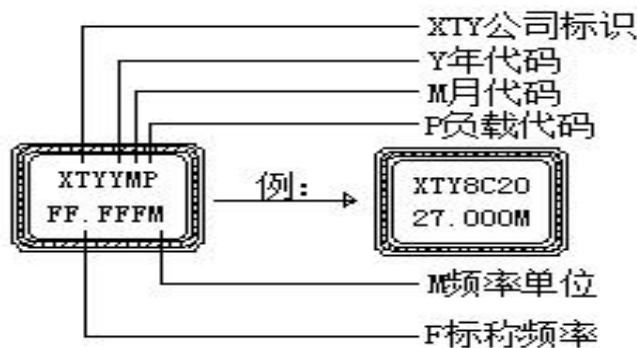 XTY公司标识
Y年代码
M月代码
P负载代码
XTYYMP
FF.FFFM
例:
XTY8C20
27.000M
M频率单位
F标称频率